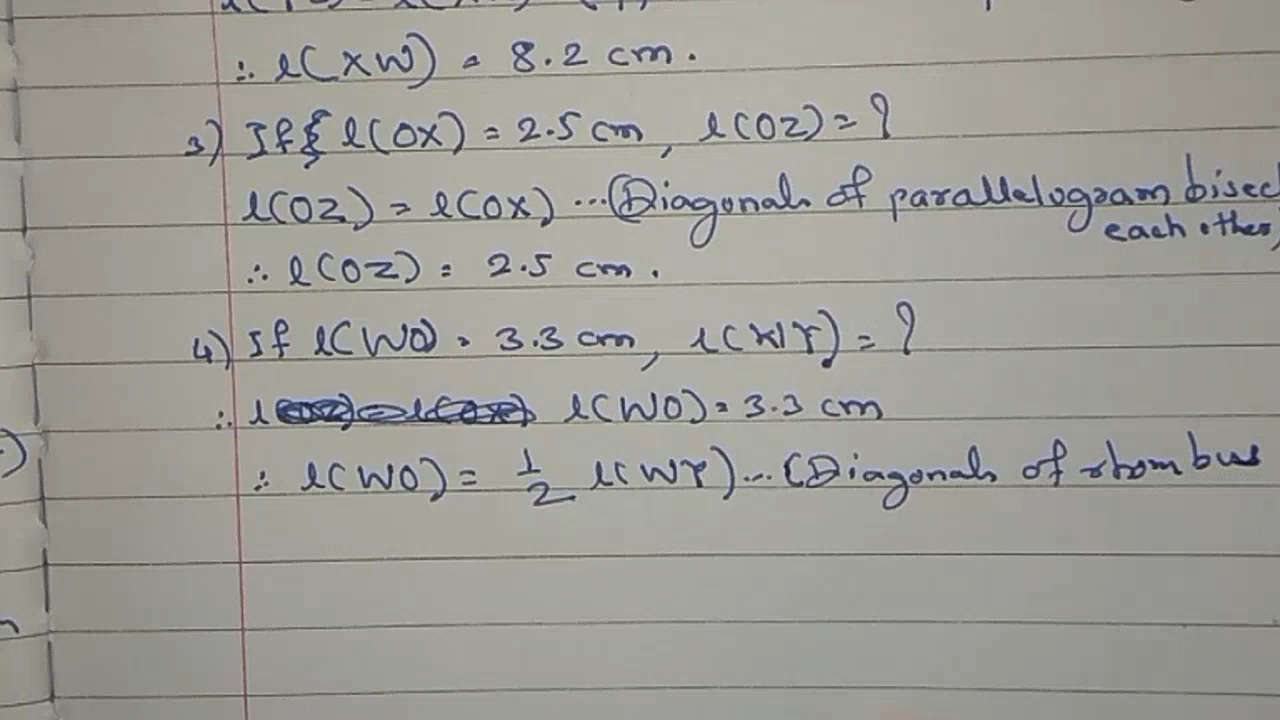 ∴ l(XW) = 8.2 cm.
3) If l(OX) = 2.5 cm, l(OZ) = ?
l(OZ) = l(OX) ...(Diagonals of parallelogram bisec
each other)
∴ l(OZ) = 2.5 cm.
4) If l(WO) = 3.3 cm, l(WY) = ?
∴ l(WO) = 3.3 cm
∴ l(WO) = 1/2 l(WY)...(Diagonals of rhombus